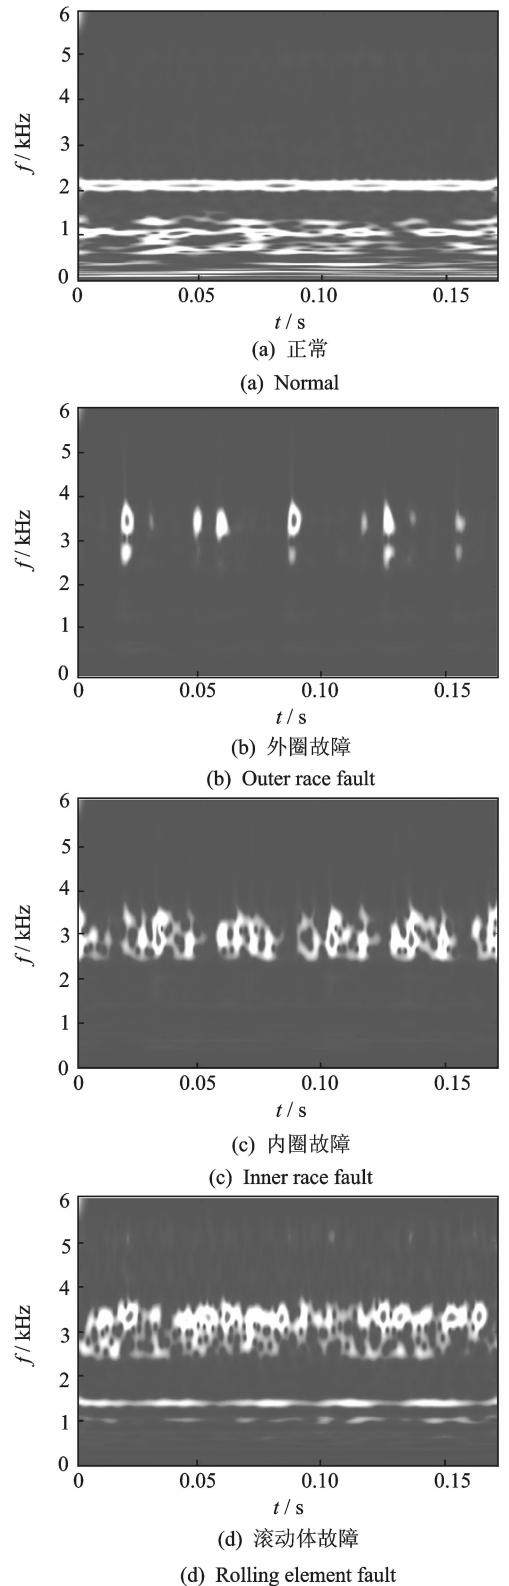 6
5
4
f / kHz
3
2
1
0
0 0.05 0.10 0.15
t / s
(a) 正常
(a) Normal
6
5
4
f / kHz
3
2
1
0
0 0.05 0.10 0.15
t / s
(b) 外圈故障
(b) Outer race fault
6
5
4
f / kHz
3
2
1
0
0 0.05 0.10 0.15
t / s
(c) 内圈故障
(c) Inner race fault
6
5
4
f / kHz
3
2
1
0
0 0.05 0.10 0.15
t / s
(d) 滚动体故障
(d) Rolling element fault